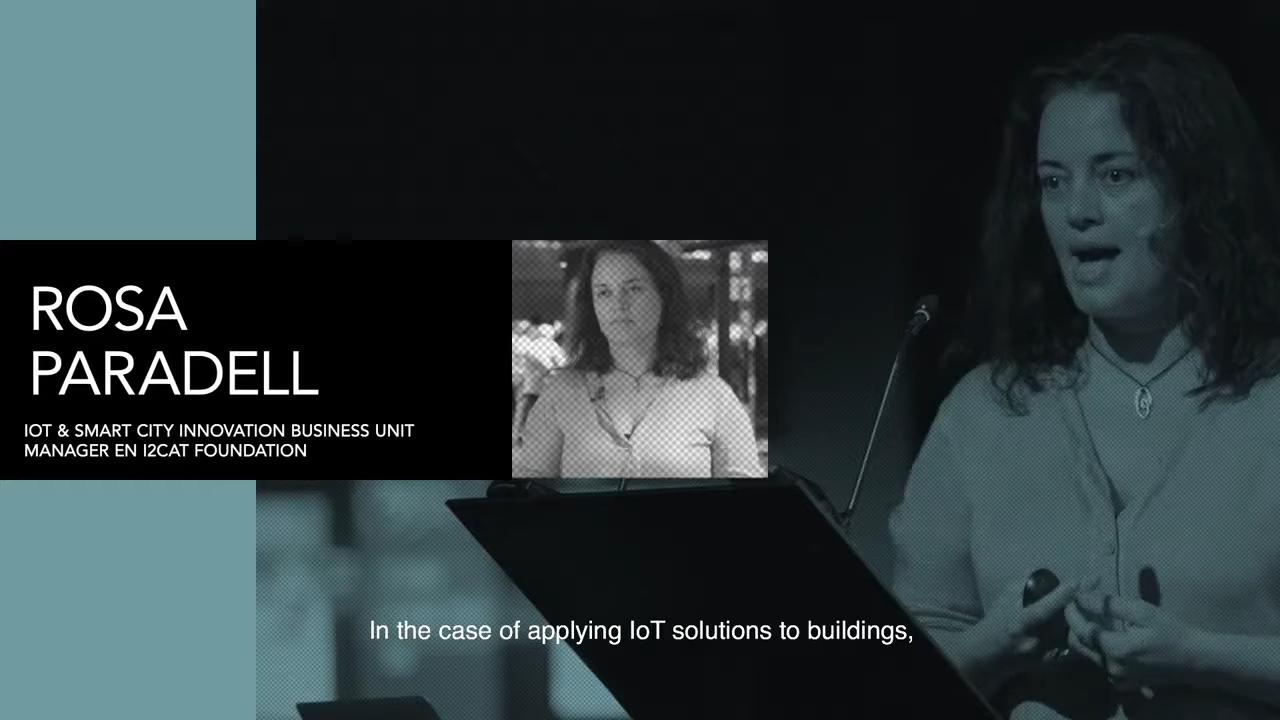 ROSA
PARADELL
IOT & SMART CITY INNOVATION BUSINESS UNIT
MANAGER EN I2CAT FOUNDATION
In the case of applying IoT solutions to buildings,